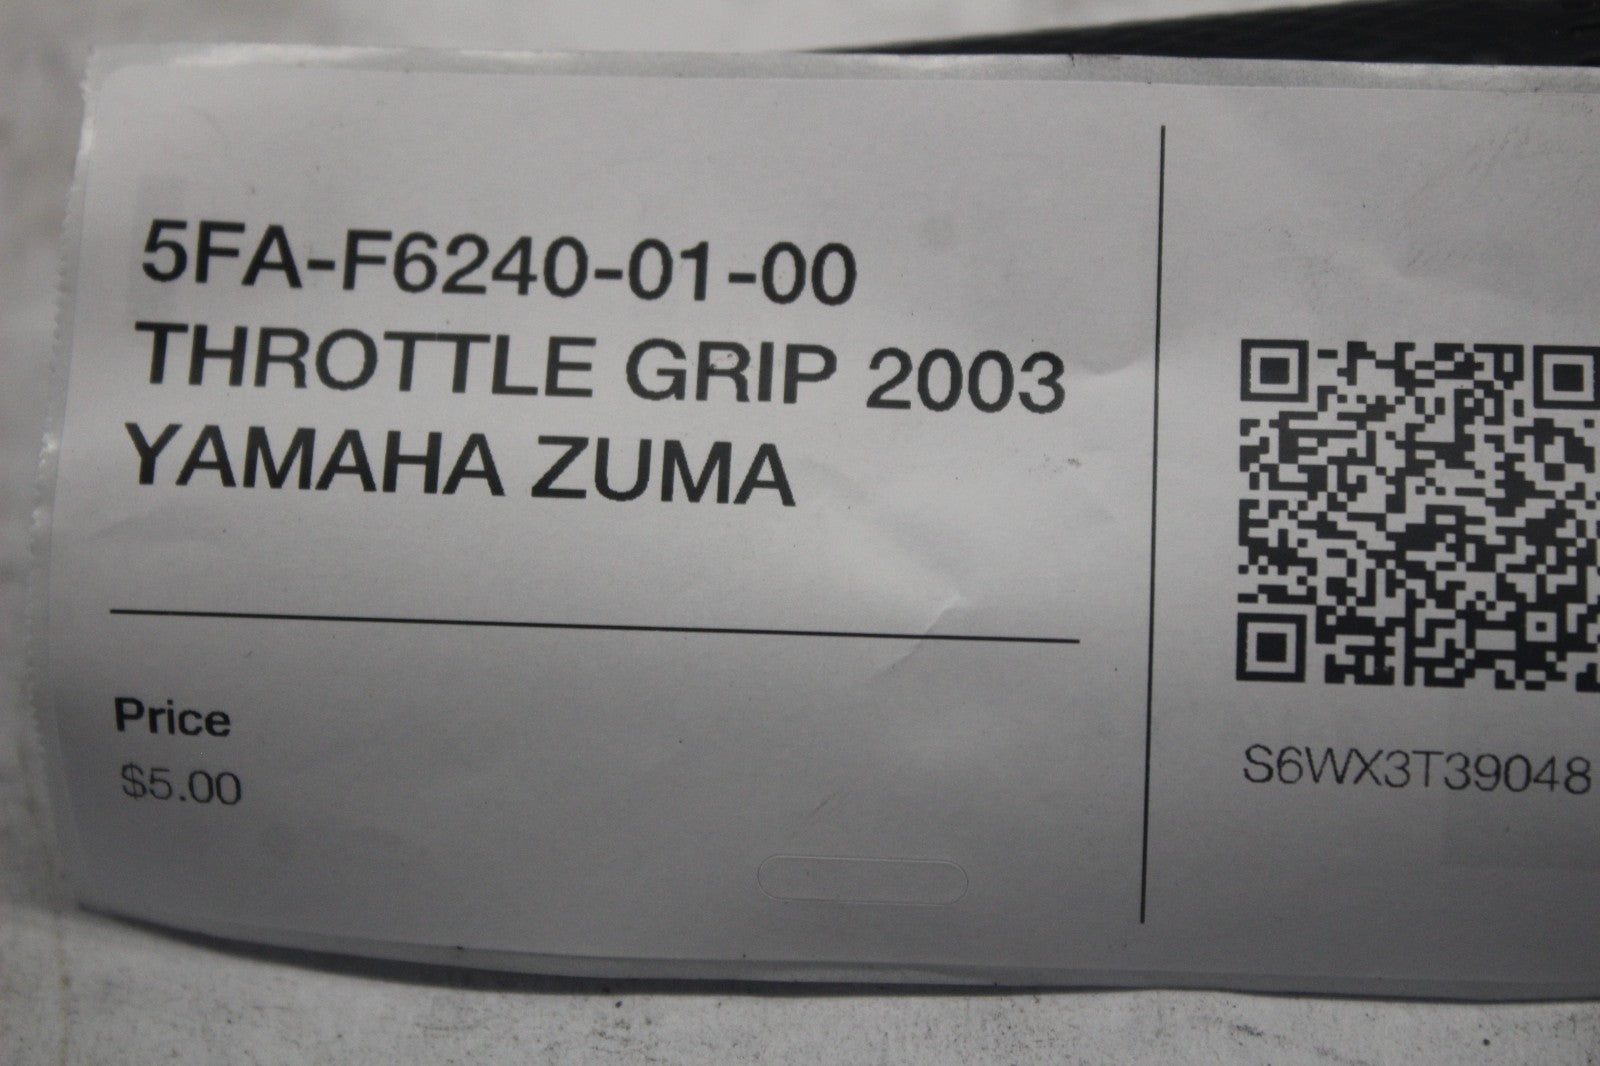 5FA-F6240-01-00
THROTTLE GRIP 2003
YAMAHA ZUMA
Price
$5.00
S6WX3T39048